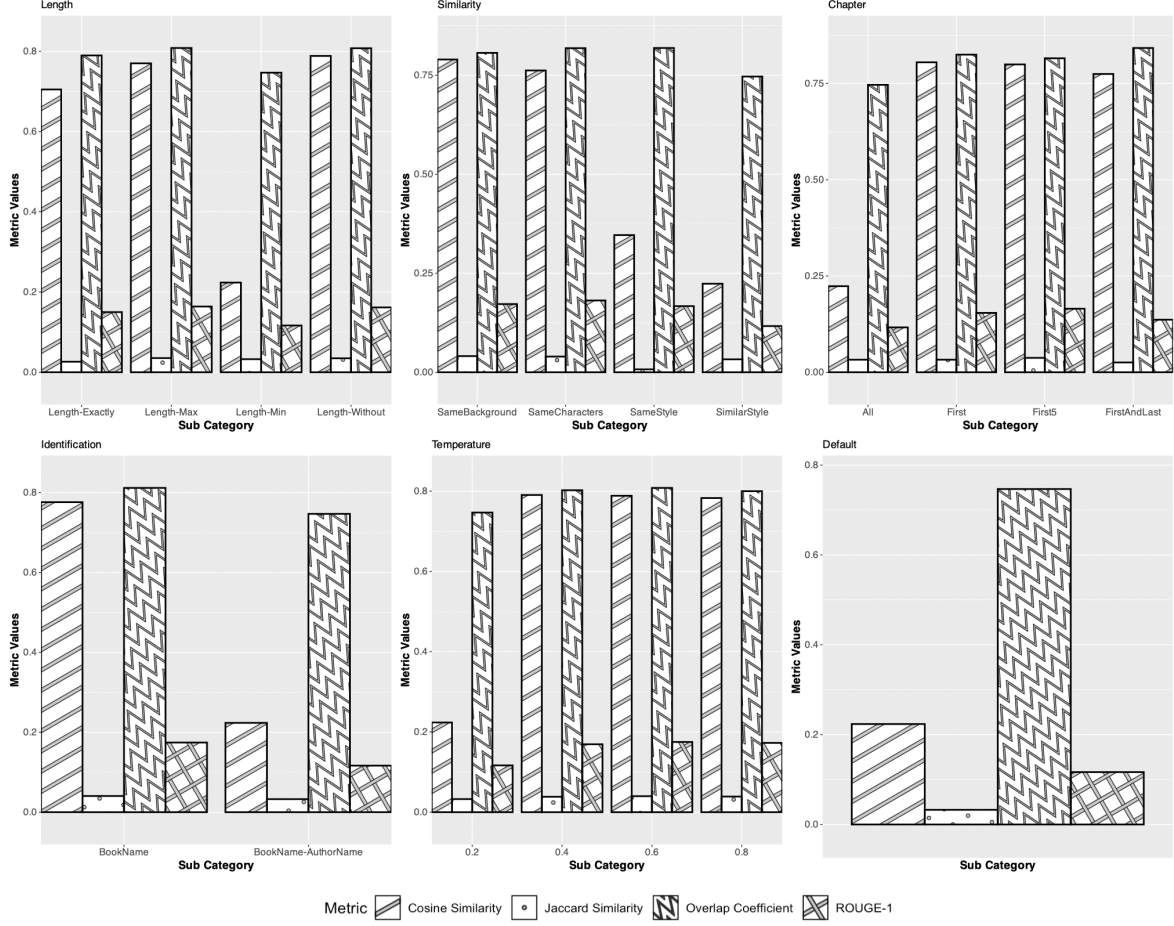 Length
Similarity
Chapter
Metric Values
0.8
0.6
0.4
0.2
0.0
Length-Exactly Length-Max Length-Min Length-Without
Sub Category
Metric Values
0.75
0.50
0.25
0.00
SameBackground SameCharacters SameStyle SimilarStyle
Sub Category
Metric Values
0.75
0.50
0.25
0.00
All First First5 FirstAndLast
Sub Category
Identification
Temperature
Default
Metric Values
0.8
0.6
0.4
0.2
0.0
BookName BookName-AuthorName
Sub Category
Metric Values
0.8
0.6
0.4
0.2
0.0
0.2 0.4 0.6 0.8
Sub Category
Metric Values
0.8
0.6
0.4
0.2
0.0
Sub Category
Metric Cosine Similarity Jaccard Similarity Overlap Coefficient ROUGE-1